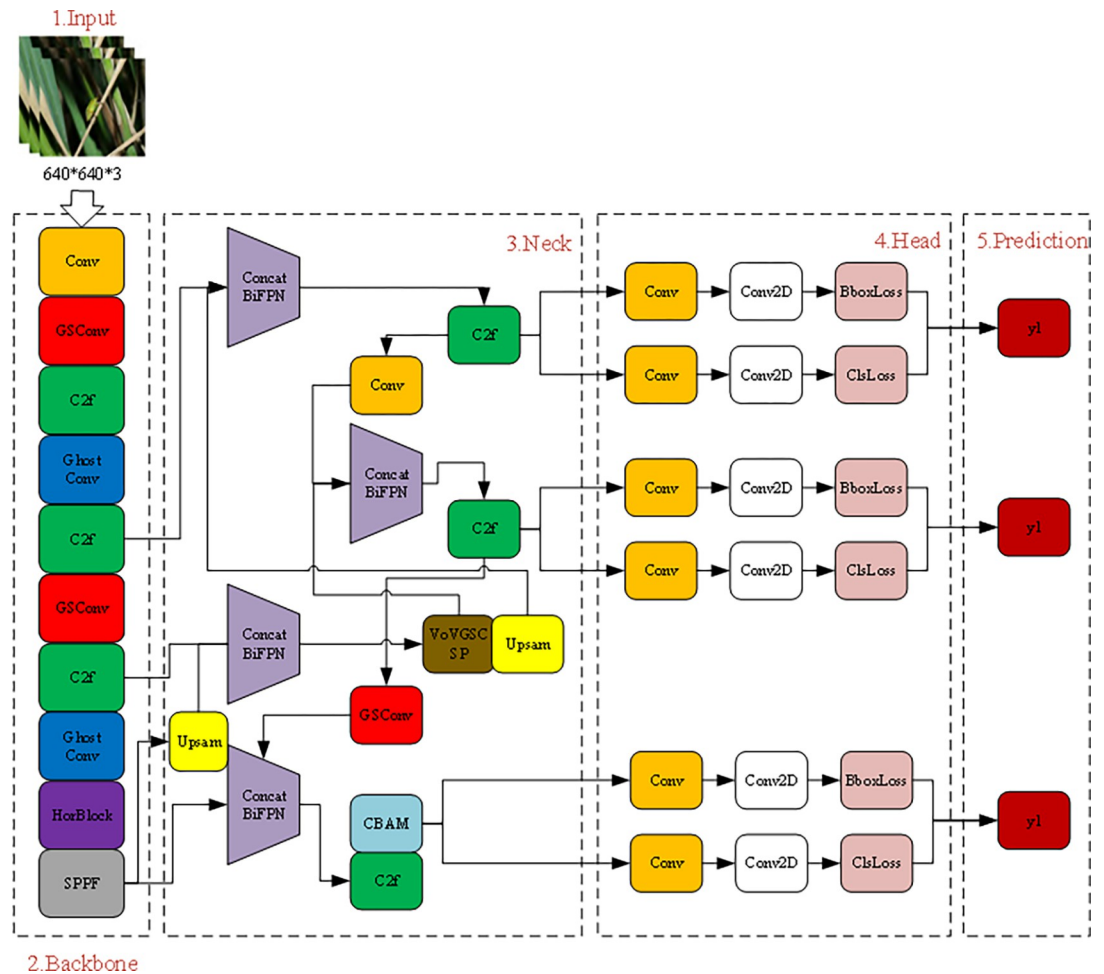 1.Input
640*640*3
Conv
GSConv
C2f
Ghost
Conv
C2f
GSConv
C2f
Ghost
Conv
HorBlock
SPPF
2.Backbone
3.Neck
Concat
BiFPN
C2f
Conv
Concat
BiFPN
C2f
Concat
BiFPN
VoVGSC
SP
Upsam
GSConv
Upsam
Concat
BiFPN
CBAM
C2f
4.Head
Conv
Conv2D
BboxLoss
Conv
Conv2D
ClsLoss
Conv
Conv2D
BboxLoss
Conv
Conv2D
ClsLoss
Conv
Conv2D
BboxLoss
Conv
Conv2D
ClsLoss
5.Prediction
y1
y1
y1